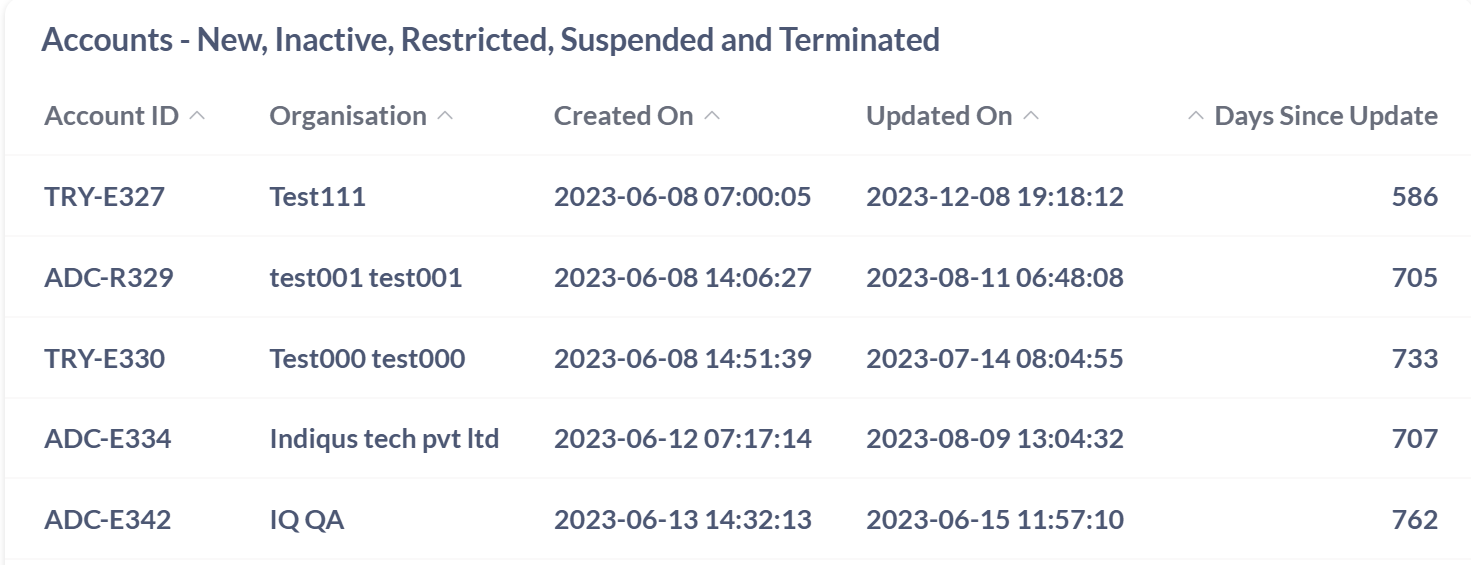 Accounts - New, Inactive, Restricted, Suspended and Terminated
Account ID Organisation Created On Updated On Days Since Update
TRY-E327 Test111 2023-06-08 07:00:05 2023-12-08 19:18:12 586
ADC-R329 test001 test001 2023-06-08 14:06:27 2023-08-11 06:48:08 705
TRY-E330 Test000 test000 2023-06-08 14:51:39 2023-07-14 08:04:55 733
ADC-E334 Indiqus tech pvt ltd 2023-06-12 07:17:14 2023-08-09 13:04:32 707
ADC-E342 IQ QA 2023-06-13 14:32:13 2023-06-15 11:57:10 762